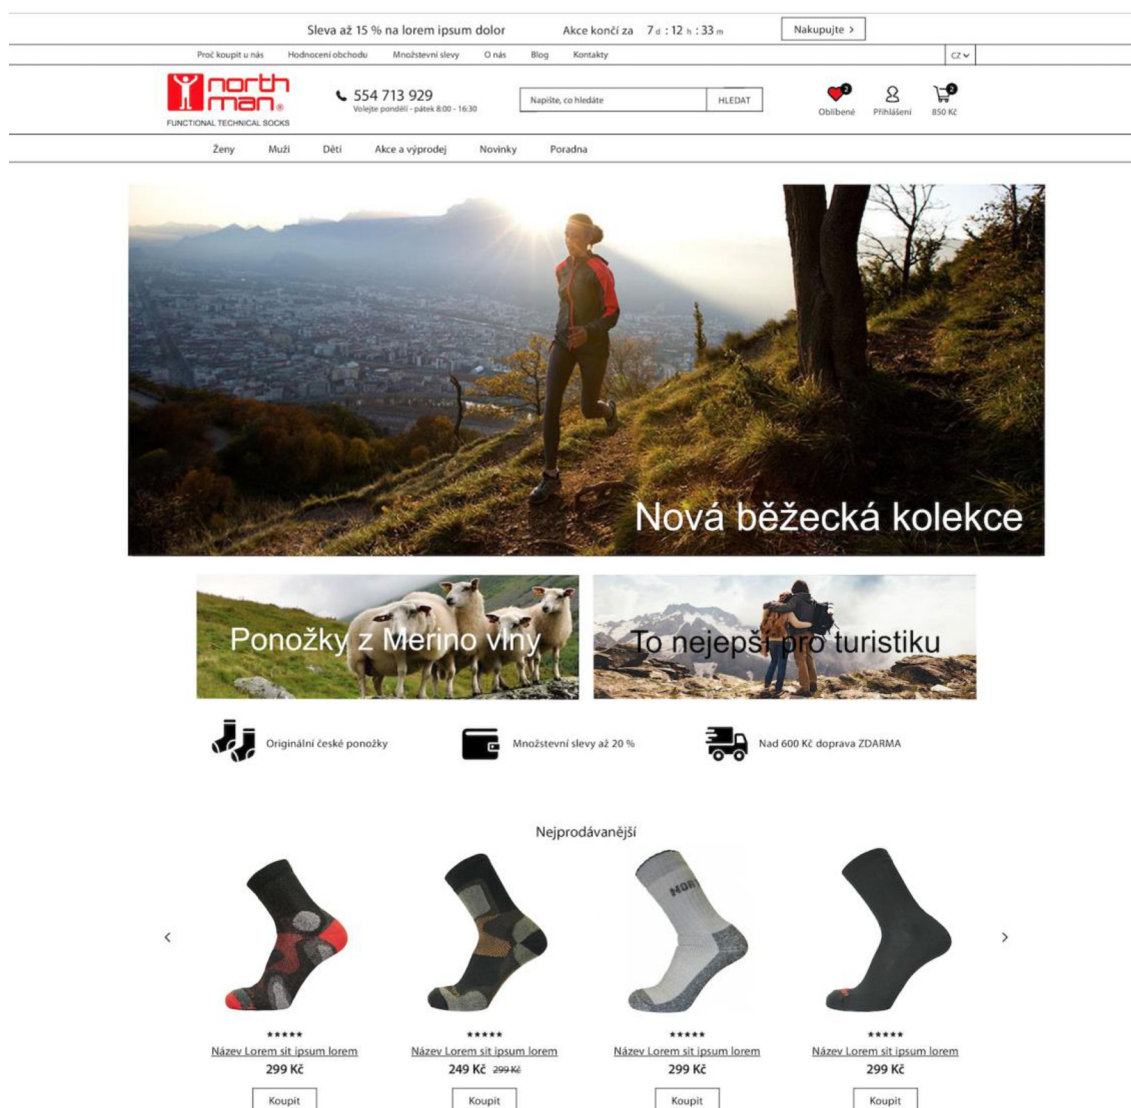 Sleva až 15 % na lorem ipsum dolor Akce končí za 7 d : 12 h : 33 m Nakupujte >
Proč koupit u nás Hodnocení obchodu Množstevní slevy O nás Blog Kontakty CZ
north
man®
FUNCTIONAL TECHNICAL SOCKS
554 713 929
Volejte pondělí - pátek 8:00 - 16:30
Napište, co hledáte HLEDAT
2 2
Oblíbené Přihlášení 850 Kč
Ženy Muži Děti Akce a výprodej Novinky Poradna
Nová běžecká kolekce
Ponožky z Merino vlny To nejepší pro turistiku
Originální české ponožky Množstevní slevy až 20 % Nad 600 Kč doprava ZDARMA
Nejprodávanější
NOR
★★★★★ ★★★★★ ★★★★★ ★★★★★
Název Lorem sit ipsum lorem Název Lorem sit ipsum lorem Název Lorem sit ipsum lorem Název Lorem sit ipsum lorem
299 Kč 249 Kč 299 Kč 299 Kč 299 Kč
Koupit Koupit Koupit Koupit